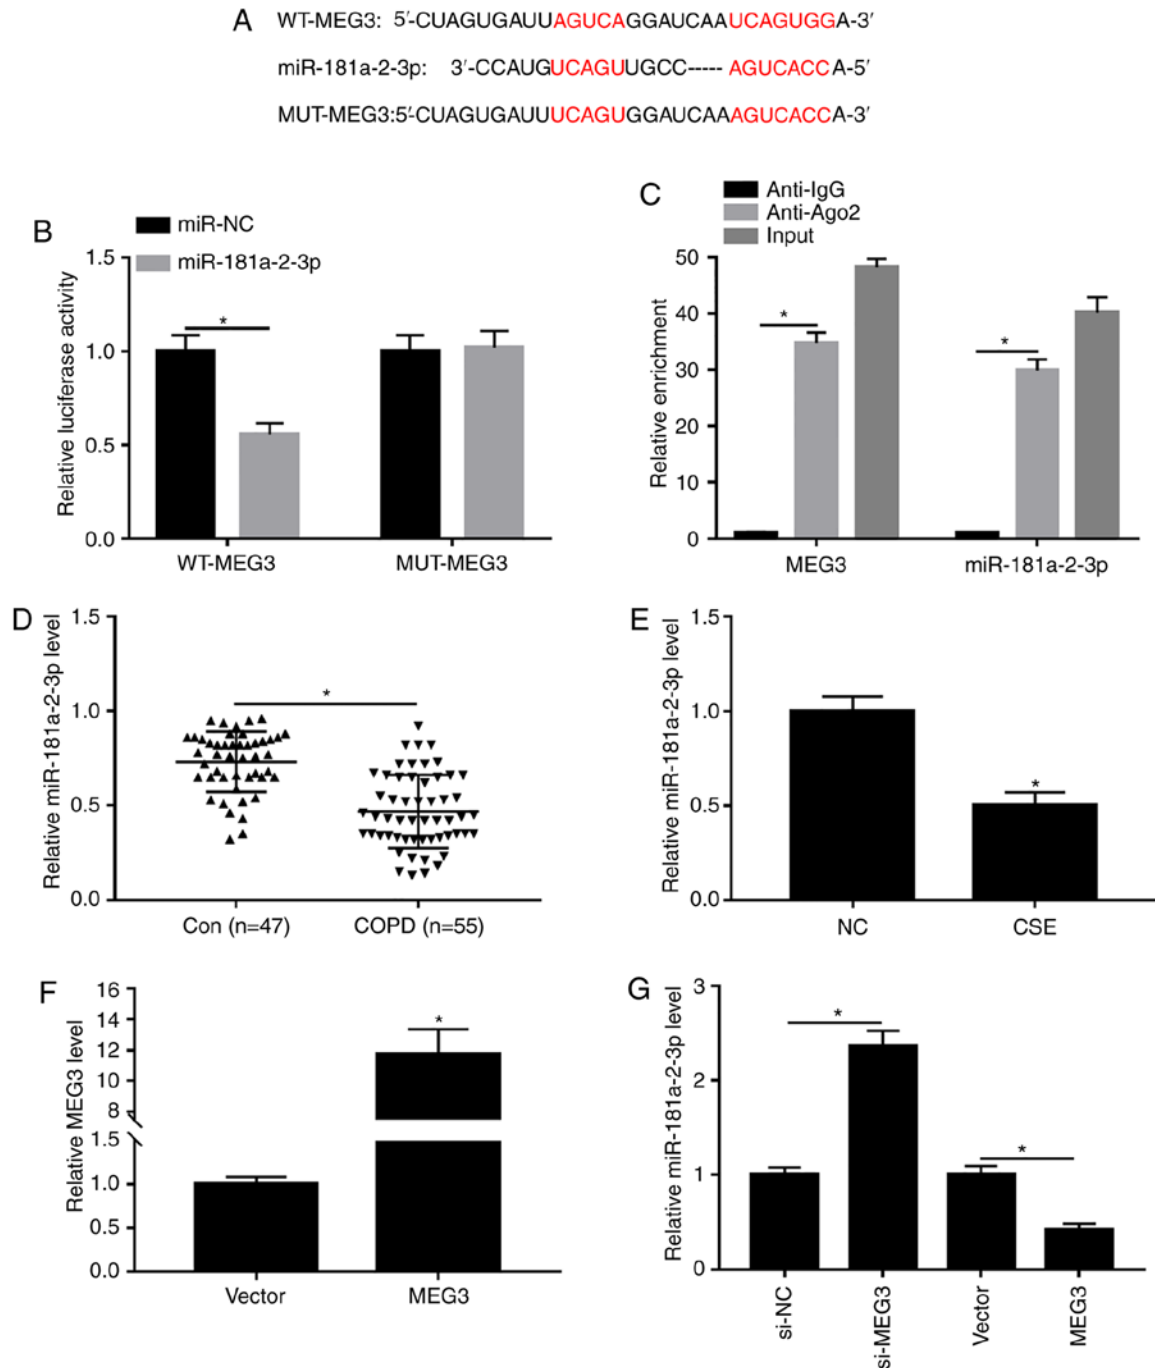 A
WT-MEG3: 5′-CUAGUGAUUAGUCAGGAUCAAUCAGUGGA-3′
miR-181a-2-3p: 3′-CCAUGUCAGUUGCC----- AGUCACCA-5′
MUT-MEG3:5′-CUAGUGAUUUCAGUGGAUCAAAGUCACCA-3′
B
miR-NC
miR-181a-2-3p
Relative luciferase activity
1.5
1.0
0.5
0.0
*
WT-MEG3
MUT-MEG3
C
Anti-IgG
Anti-Ago2
Input
Relative enrichment
50
40
30
20
10
0
*
*
MEG3
miR-181a-2-3p
D
Relative miR-181a-2-3p level
1.5
1.0
0.5
0.0
*
Con (n=47)
COPD (n=55)
E
Relative miR-181a-2-3p level
1.5
1.0
0.5
0.0
*
NC
CSE
F
Relative MEG3 level
16
14
12
10
8
1.5
1.0
0.5
0.0
*
Vector
MEG3
G
Relative miR-181a-2-3p level
3
2
1
0
*
*
si-NC
si-MEG3
Vector
MEG3